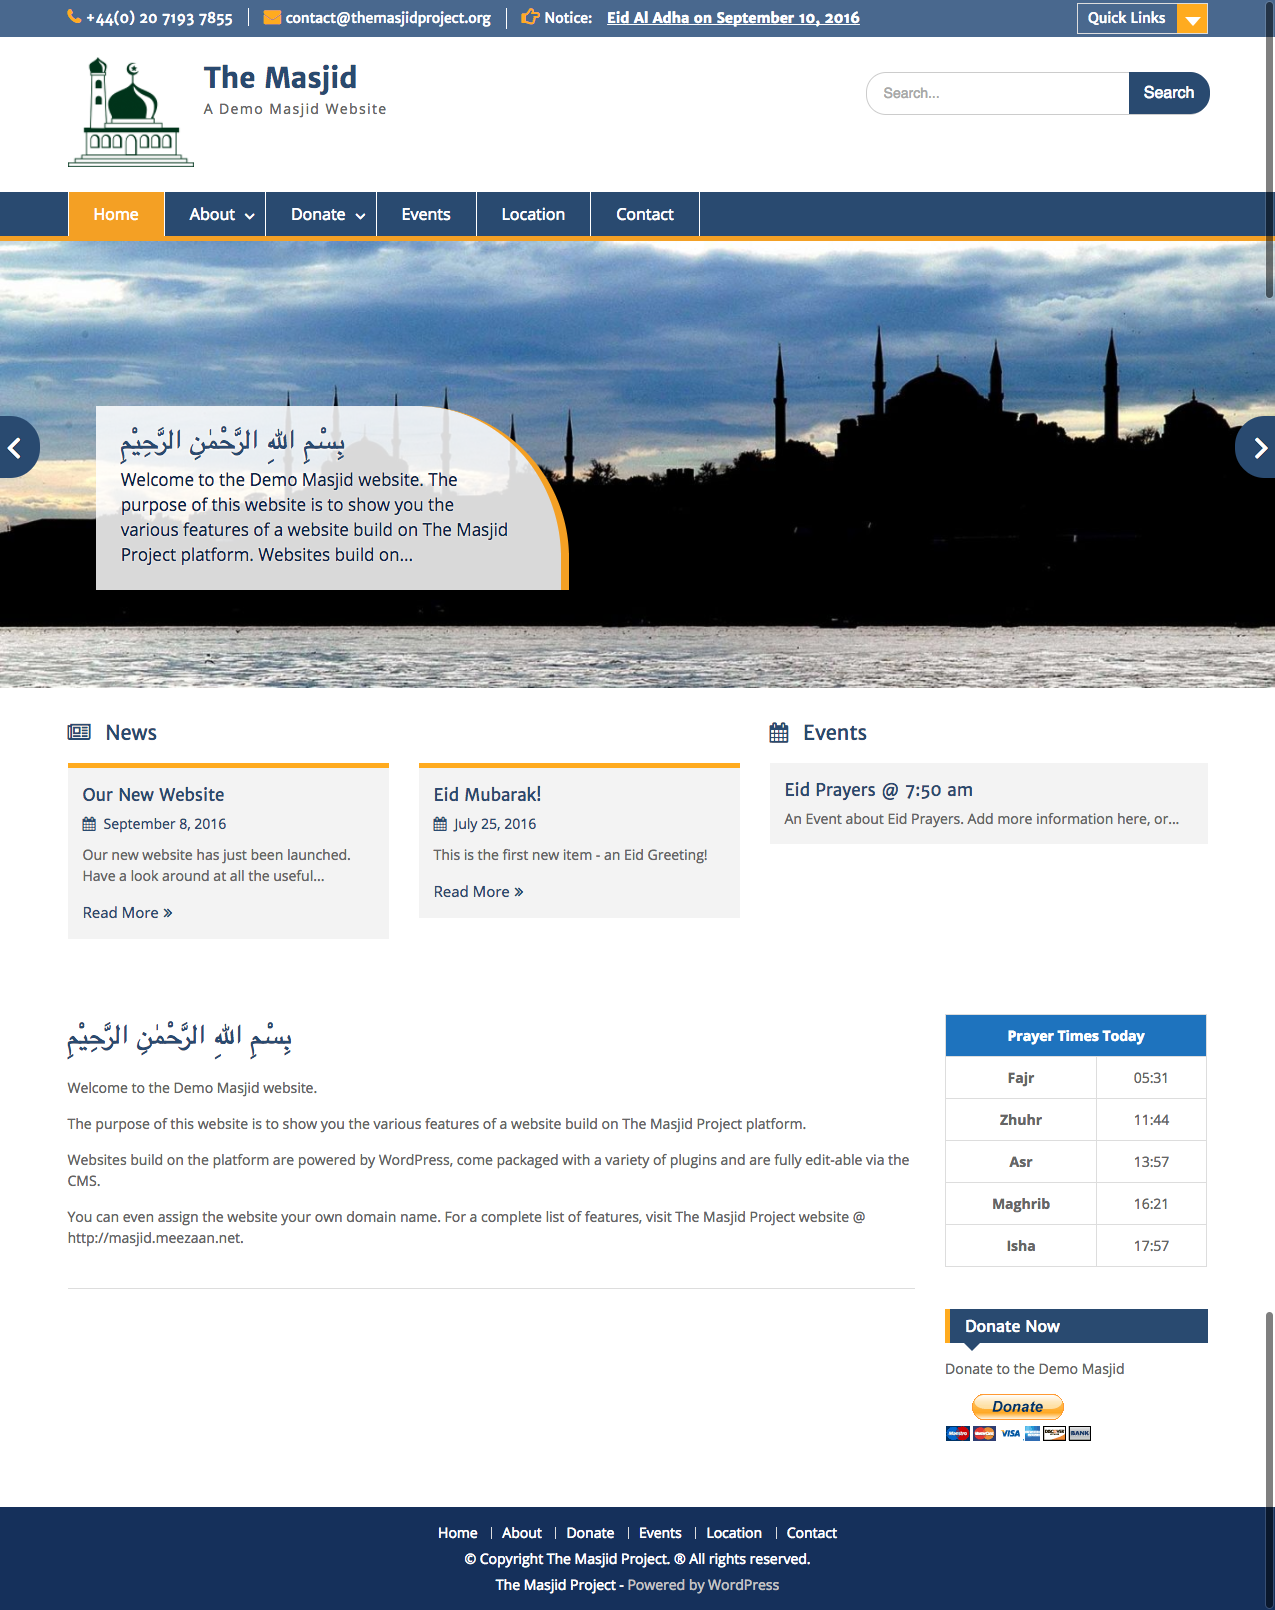 +44(0) 20 7193 7855
contact@themasjidproject.org
Notice: Eid Al Adha on September 10, 2016
Quick Links
The Masjid
A Demo Masjid Website
Search...
Search
Home
About
Donate
Events
Location
Contact
بِسْمِ اللهِ الرَّحْمٰنِ الرَّحِيْمِ
Welcome to the Demo Masjid website. The
purpose of this website is to show you the
various features of a website build on The Masjid
Project platform. Websites build on...
News
Our New Website
September 8, 2016
Our new website has just been launched.
Have a look around at all the useful...
Read More »
Eid Mubarak!
July 25, 2016
This is the first new item - an Eid Greeting!
Read More »
Events
Eid Prayers @ 7:50 am
An Event about Eid Prayers. Add more information here, or...
بِسْمِ اللهِ الرَّحْمٰنِ الرَّحِيْمِ
Welcome to the Demo Masjid website.
The purpose of this website is to show you the various features of a website build on The Masjid Project platform.
Websites build on the platform are powered by WordPress, come packaged with a variety of plugins and are fully edit-able via the
CMS.
You can even assign the website your own domain name. For a complete list of features, visit The Masjid Project website @
http://masjid.meezaan.net.
Prayer Times Today
Fajr 05:31
Zhuhr 11:44
Asr 13:57
Maghrib 16:21
Isha 17:57
Donate Now
Donate to the Demo Masjid
Donate
Maestro MasterCard VISA DISCOVER BANK
Home | About | Donate | Events | Location | Contact
© Copyright The Masjid Project. ® All rights reserved.
The Masjid Project - Powered by WordPress